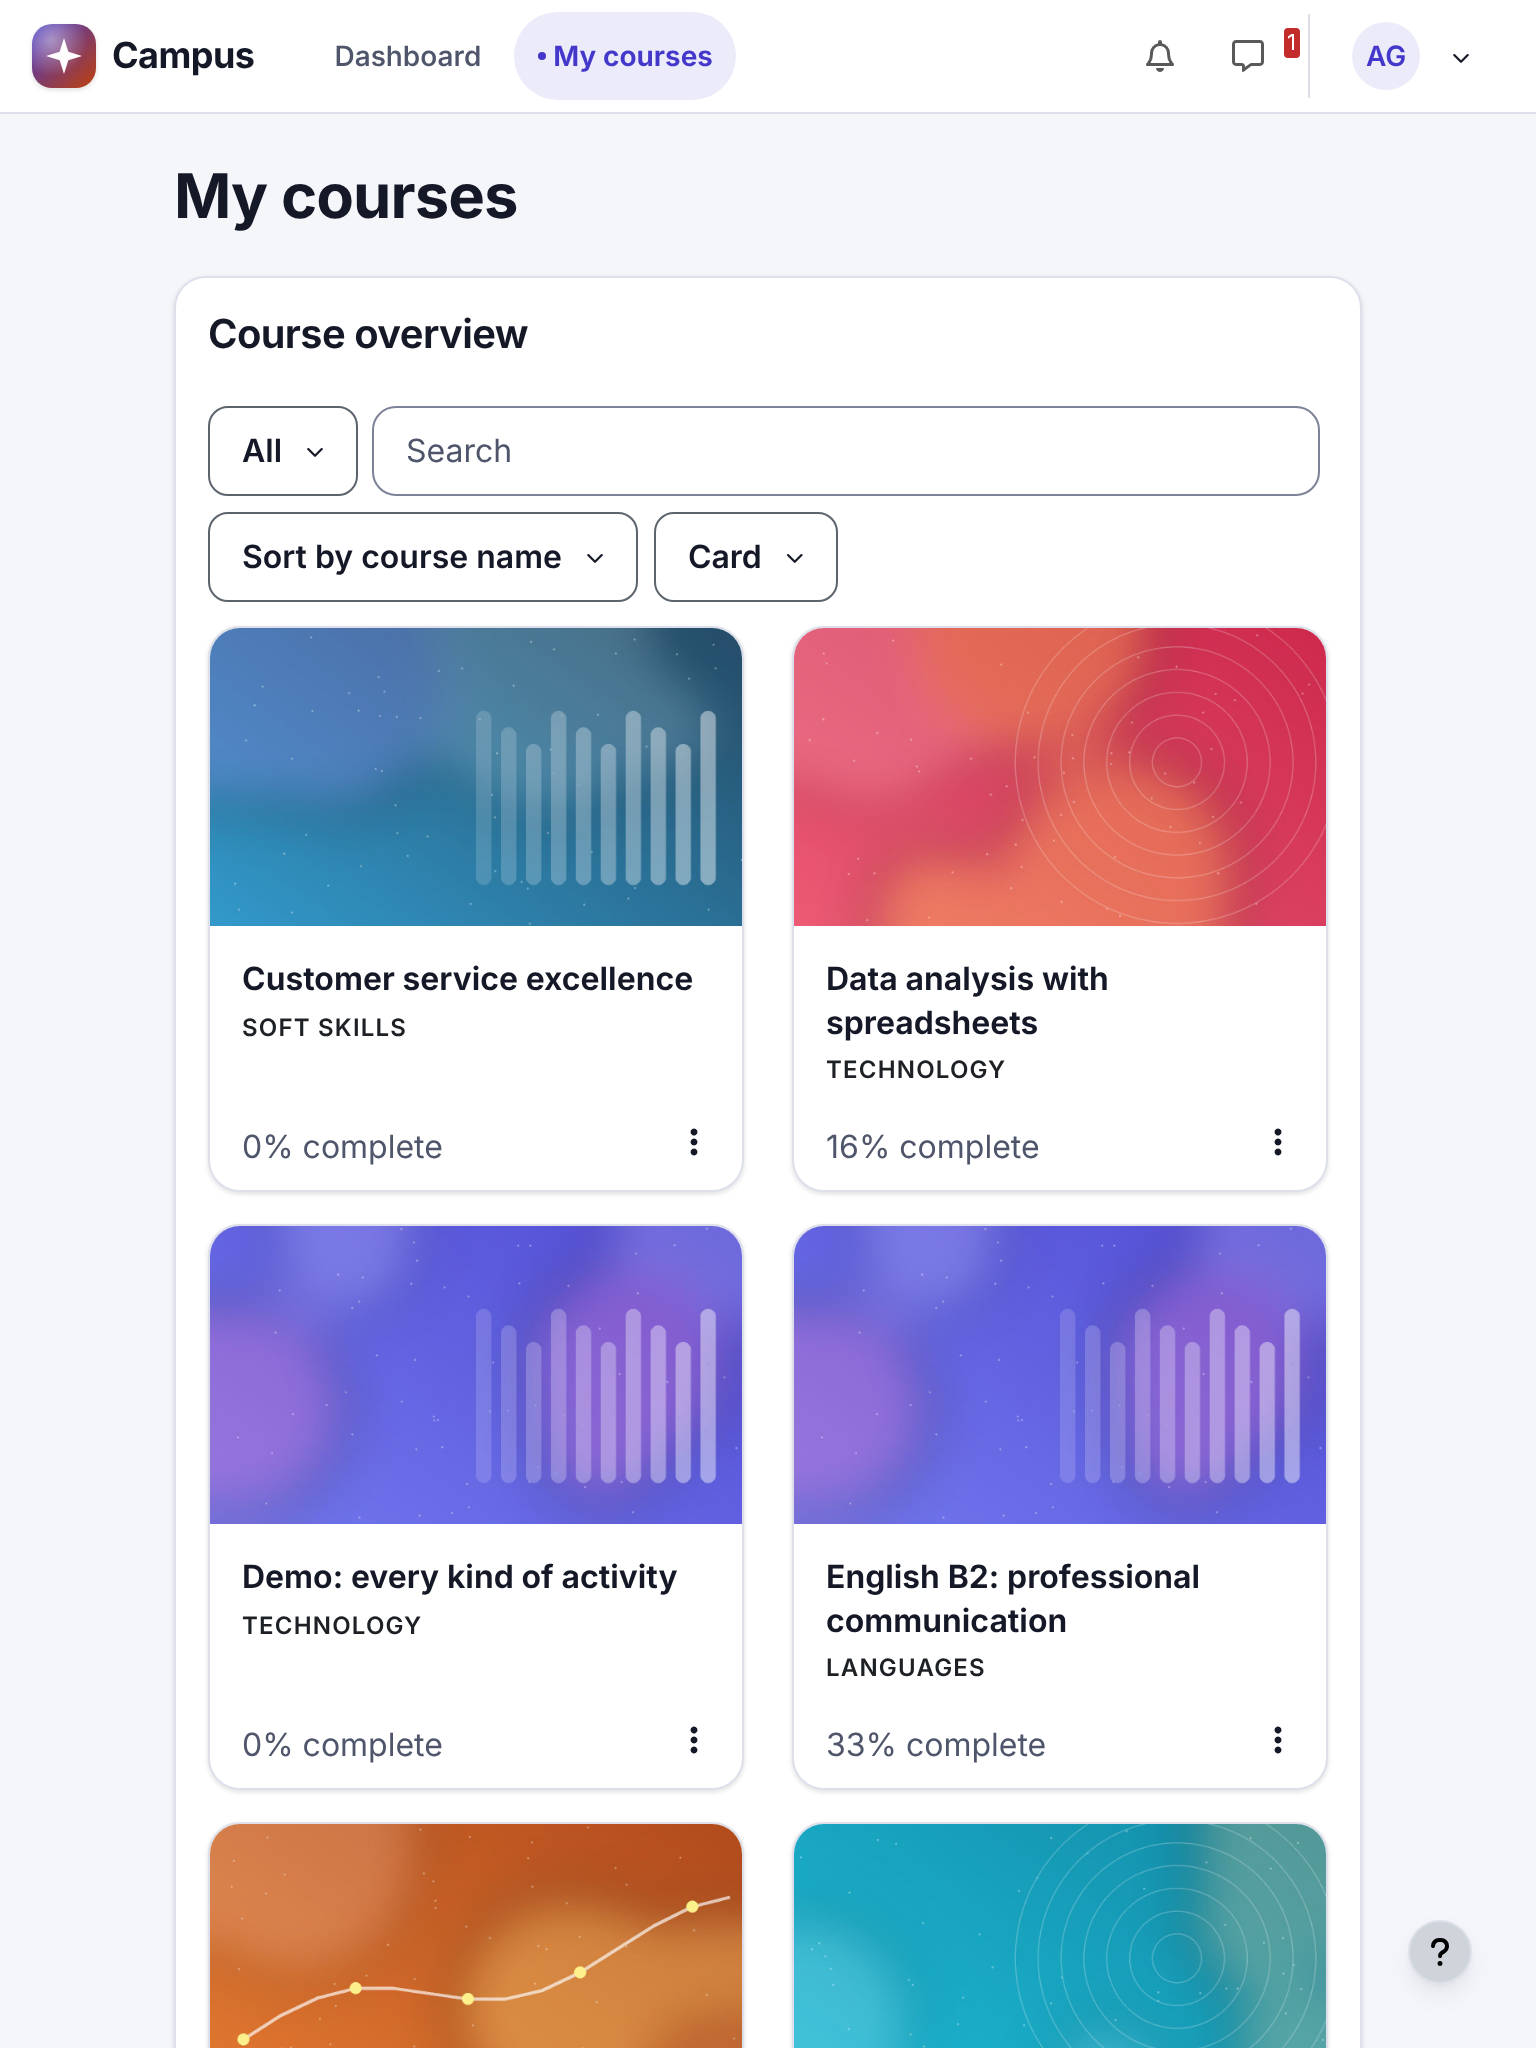 Campus
Dashboard
My courses
1
AG
My courses
Course overview
All
Search
Sort by course name
Card
Customer service excellence
SOFT SKILLS
0% complete
Data analysis with
spreadsheets
TECHNOLOGY
16% complete
Demo: every kind of activity
TECHNOLOGY
0% complete
English B2: professional
communication
LANGUAGES
33% complete
?